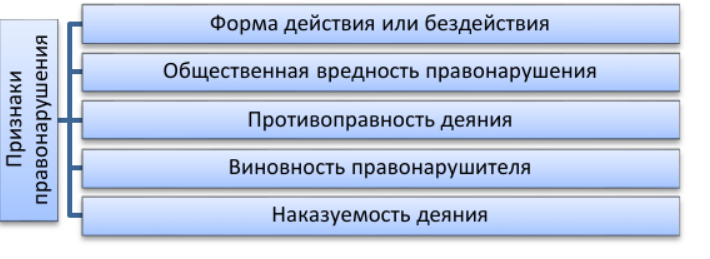 Признаки
правонарушения
Форма действия или бездействия
Общественная вредность правонарушения
Противоправность деяния
Виновность правонарушителя
Наказуемость деяния